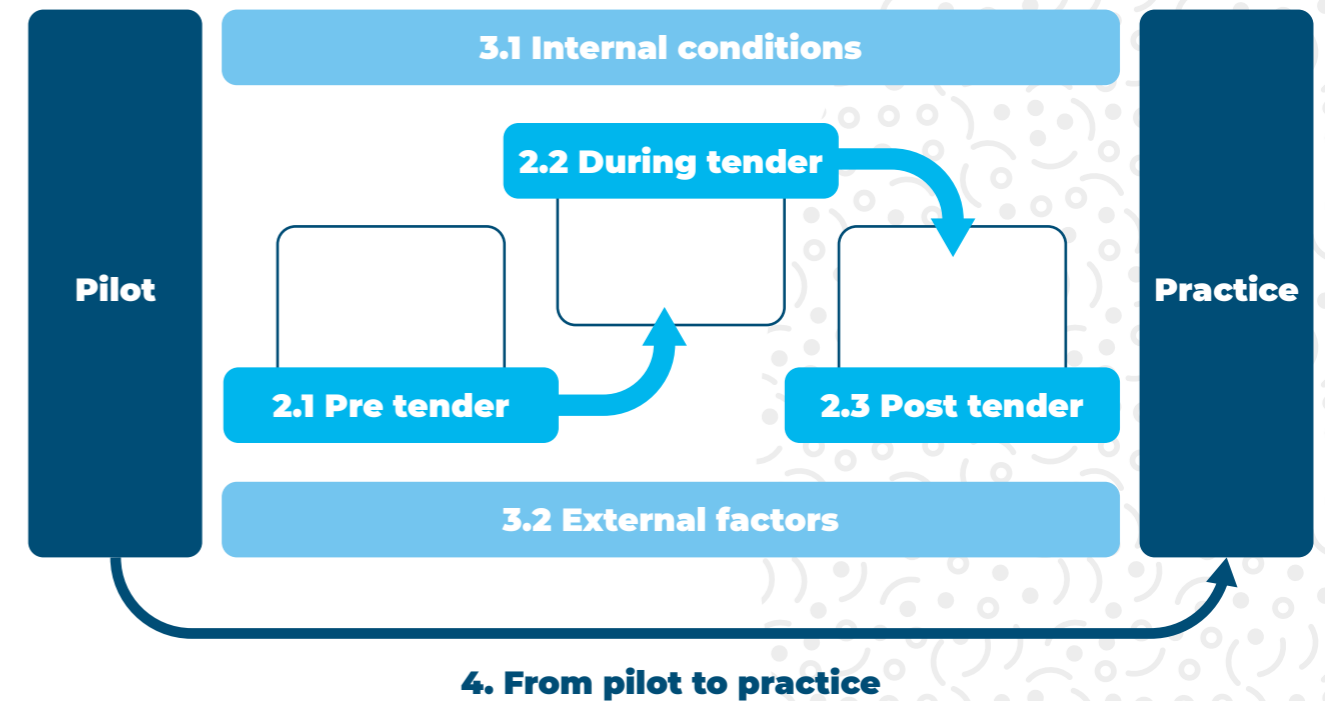 3.1 Internal conditions
2.2 During tender
Pilot
Practice
2.1 Pre tender
2.3 Post tender
3.2 External factors
4. From pilot to practice